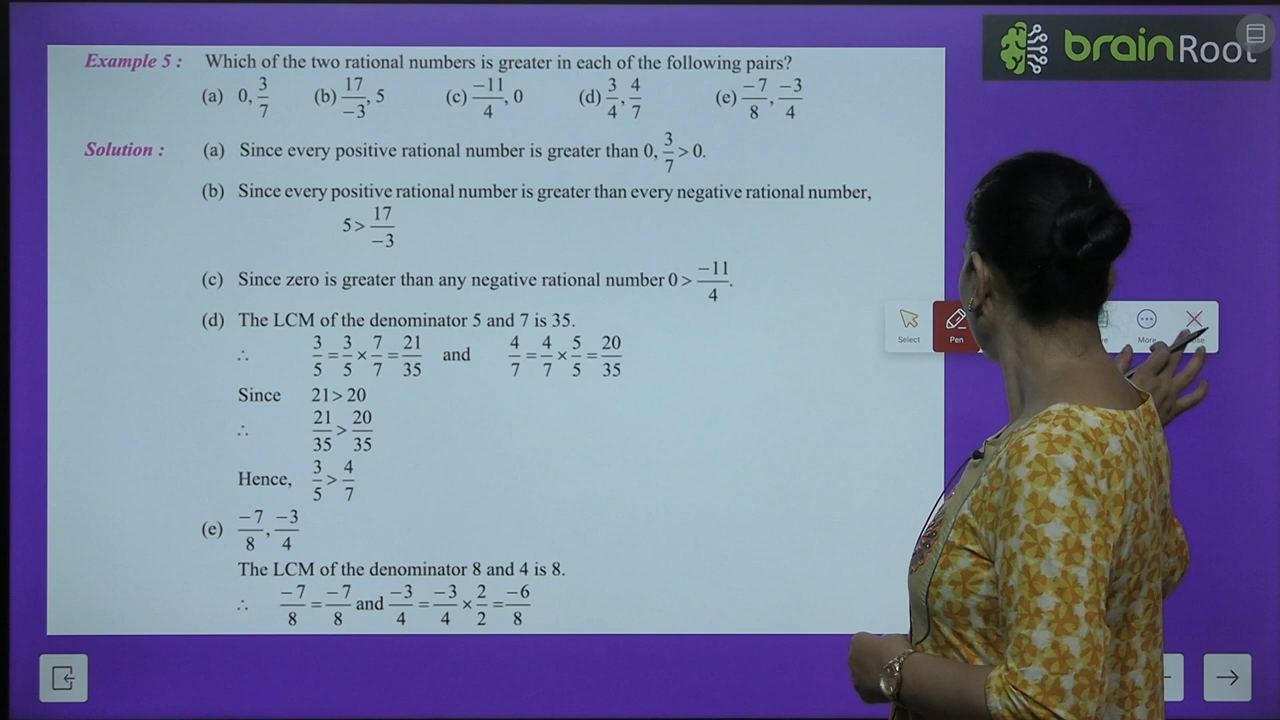 brainRoot
Example 5 : Which of the two rational numbers is greater in each of the following pairs?
(a) 0, 3/7 (b) 17/−3, 5 (c) −11/4, 0 (d) 3/4, 4/7 (e) −7/8, −3/4
Solution : (a) Since every positive rational number is greater than 0, 3/7 > 0.
(b) Since every positive rational number is greater than every negative rational number,
5 > 17/−3
(c) Since zero is greater than any negative rational number 0 > −11/4.
(d) The LCM of the denominator 5 and 7 is 35.
∴ 3/5 = 3/5 × 7/7 = 21/35 and 4/7 = 4/7 × 5/5 = 20/35
Since 21 > 20
∴ 21/35 > 20/35
Hence, 3/5 > 4/7
(e) −7/8, −3/4
The LCM of the denominator 8 and 4 is 8.
∴ −7/8 = −7/8 and −3/4 = −3/4 × 2/2 = −6/8
Select Pen More